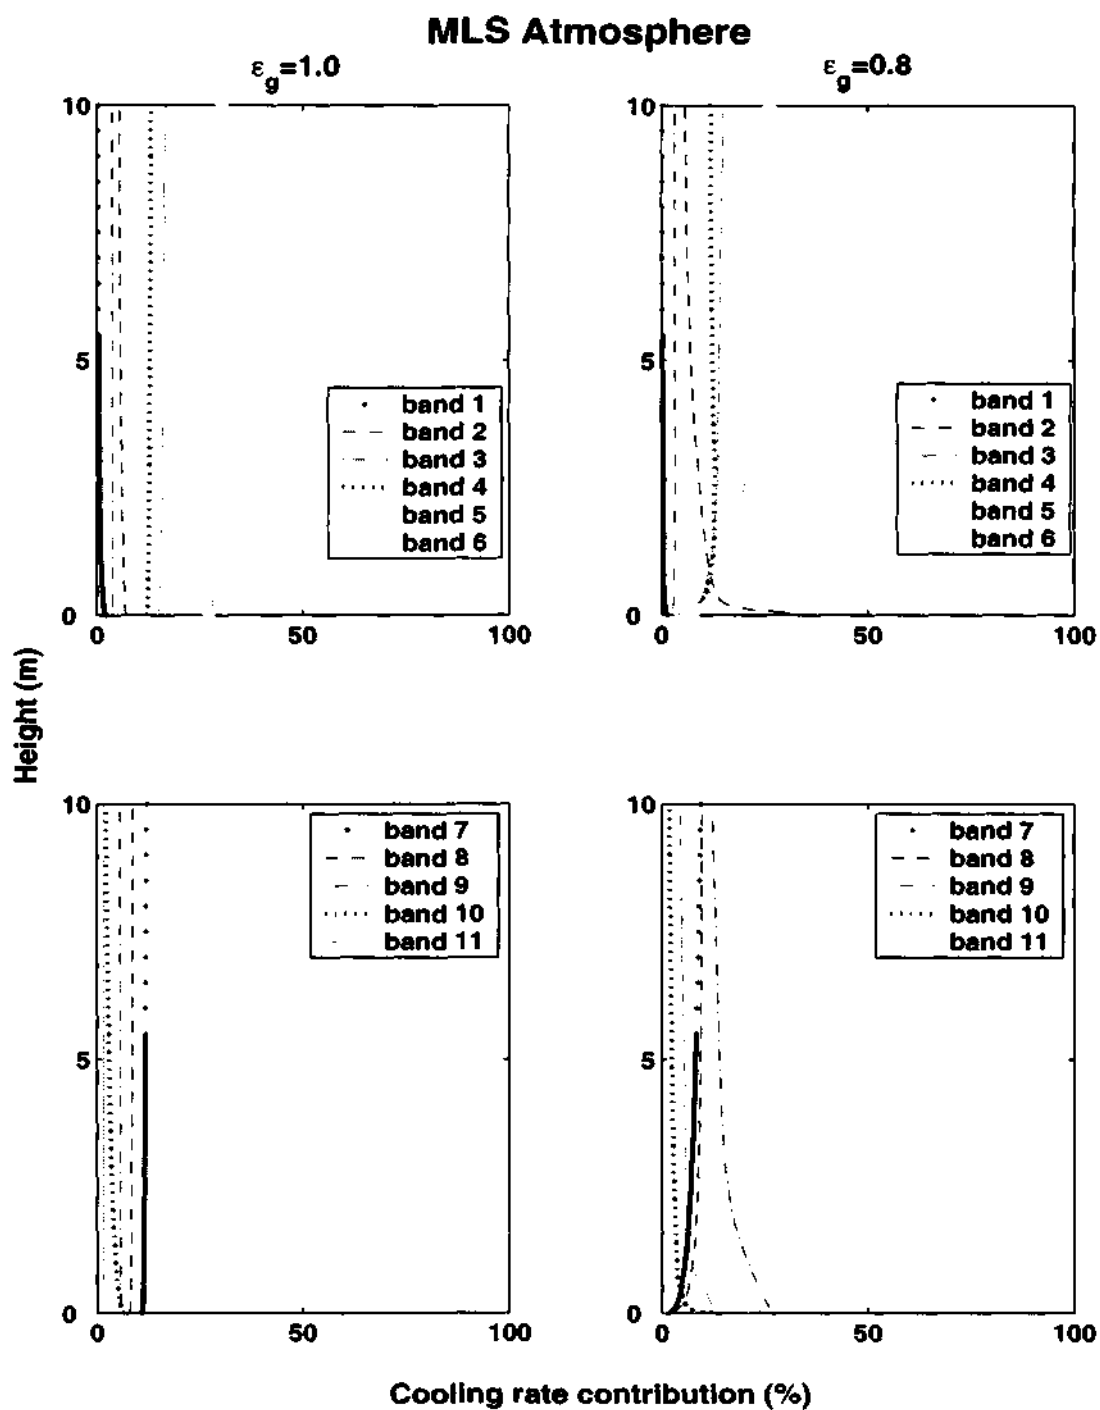 MLS Atmosphere
εg=1.0
εg=0.8
10
5
0
0
50
100
band 1
band 2
band 3
band 4
band 5
band 6
10
5
0
0
50
100
band 1
band 2
band 3
band 4
band 5
band 6
Height (m)
10
5
0
0
50
100
band 7
band 8
band 9
band 10
band 11
10
5
0
0
50
100
band 7
band 8
band 9
band 10
band 11
Cooling rate contribution (%)